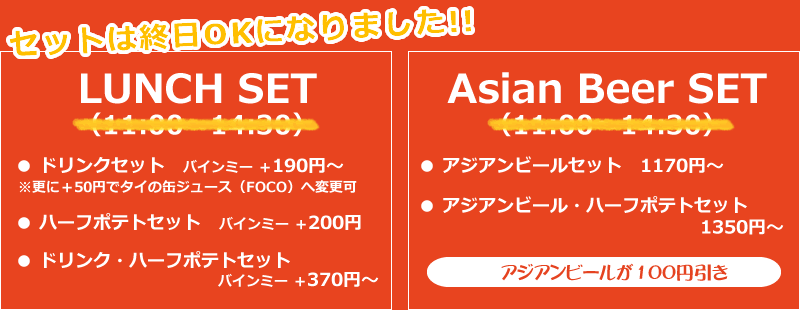 セットは終日OKになりました!!
LUNCH SET
(11:00 14:30)
● ドリンクセット バインミー +190円～
※更に＋50円でタイの缶ジュース（FOCO）へ変更可
● ハーフポテトセット バインミー +200円
● ドリンク・ハーフポテトセット
バインミー +370円～
Asian Beer SET
(11:00 14:30)
● アジアンビールセット 1170円～
● アジアンビール・ハーフポテトセット
1350円～
アジアンビールが100円引き